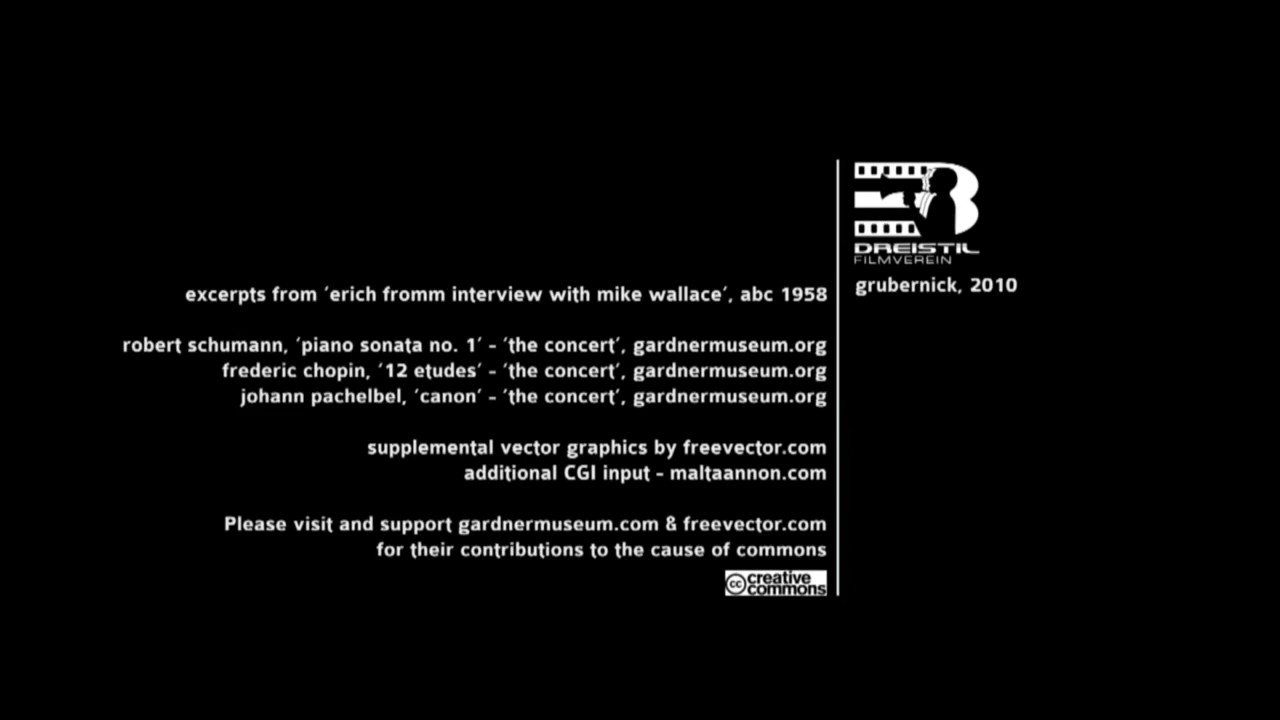 excerpts from 'erich fromm interview with mike wallace', abc 1958
robert schumann, 'piano sonata no. 1' - 'the concert', gardnermuseum.org
frederic chopin, '12 etudes' - 'the concert', gardnermuseum.org
johann pachelbel, 'canon' - 'the concert', gardnermuseum.org
supplemental vector graphics by freevector.com
additional CGI input - maltaannon.com
Please visit and support gardnermuseum.com & freevector.com
for their contributions to the cause of commons
cc creative
commons
DREISTIL
FILMVEREIN
grubernick, 2010